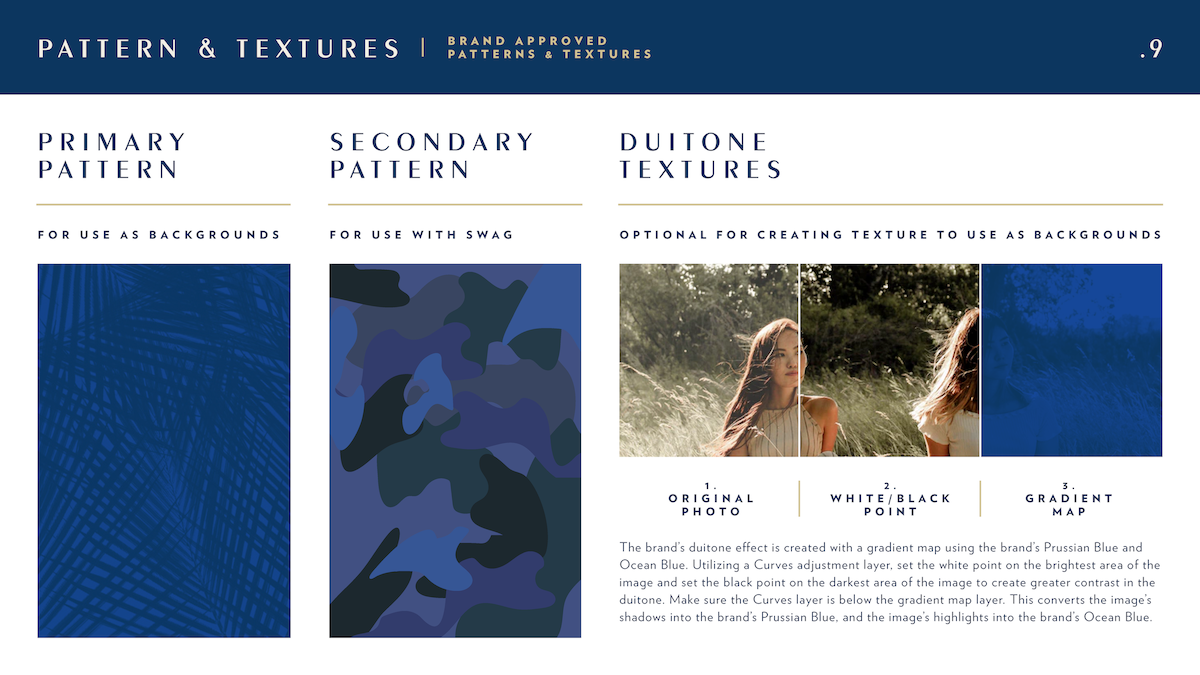 PATTERN & TEXTURES
BRAND APPROVED
PATTERNS & TEXTURES
.9
PRIMARY
PATTERN
FOR USE AS BACKGROUNDS
SECONDARY
PATTERN
FOR USE WITH SWAG
DUITONE
TEXTURES
OPTIONAL FOR CREATING TEXTURE TO USE AS BACKGROUNDS
1.
ORIGINAL
PHOTO
2.
WHITE/BLACK
POINT
3.
GRADIENT
MAP
The brand's duitone effect is created with a gradient map using the brand's Prussian Blue and
Ocean Blue. Utilizing a Curves adjustment layer, set the white point on the brightest area of the
image and set the black point on the darkest area of the image to create greater contrast in the
duitone. Make sure the Curves layer is below the gradient map layer. This converts the image's
shadows into the brand's Prussian Blue, and the image's highlights into the brand's Ocean Blue.